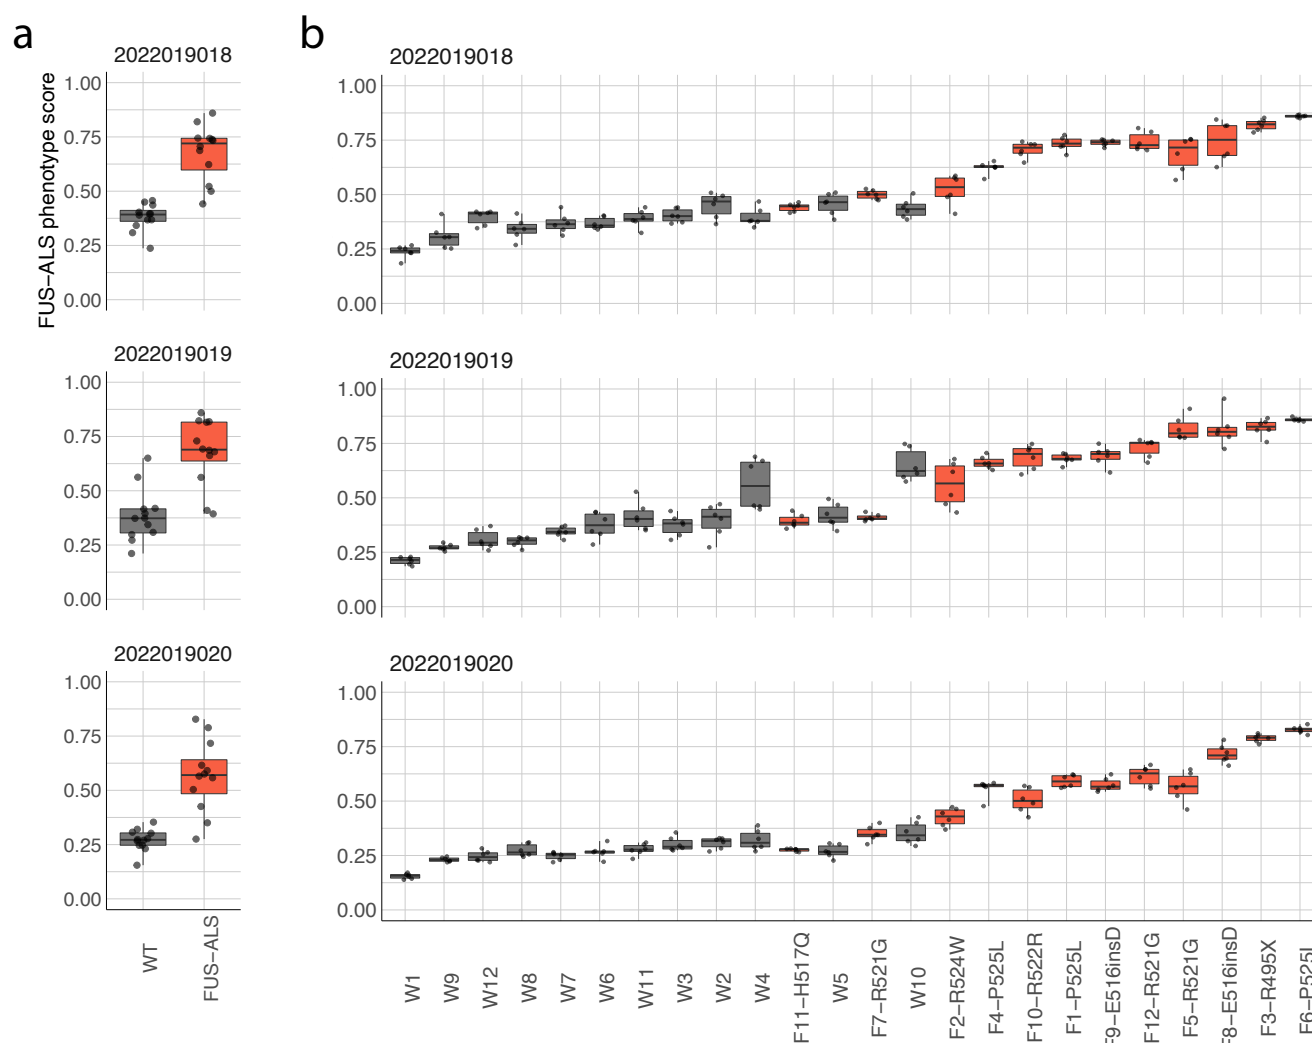 a
b
2022019018
2022019018
FUS–ALS phenotype score
1.00
0.75
0.50
0.25
0.00
1.00
0.75
0.50
0.25
0.00
2022019019
2022019019
1.00
0.75
0.50
0.25
0.00
1.00
0.75
0.50
0.25
0.00
2022019020
2022019020
1.00
0.75
0.50
0.25
0.00
1.00
0.75
0.50
0.25
0.00
WT
FUS–ALS
W1
W9
W12
W8
W7
W6
W11
W3
W2
W4
F11–H517Q
W5
F7–R521G
W10
F2–R524W
F4–P525L
F10–R522R
F1–P525L
F9–E516insD
F12–R521G
F5–R521G
F8–E516insD
F3–R495X
F6–P525L